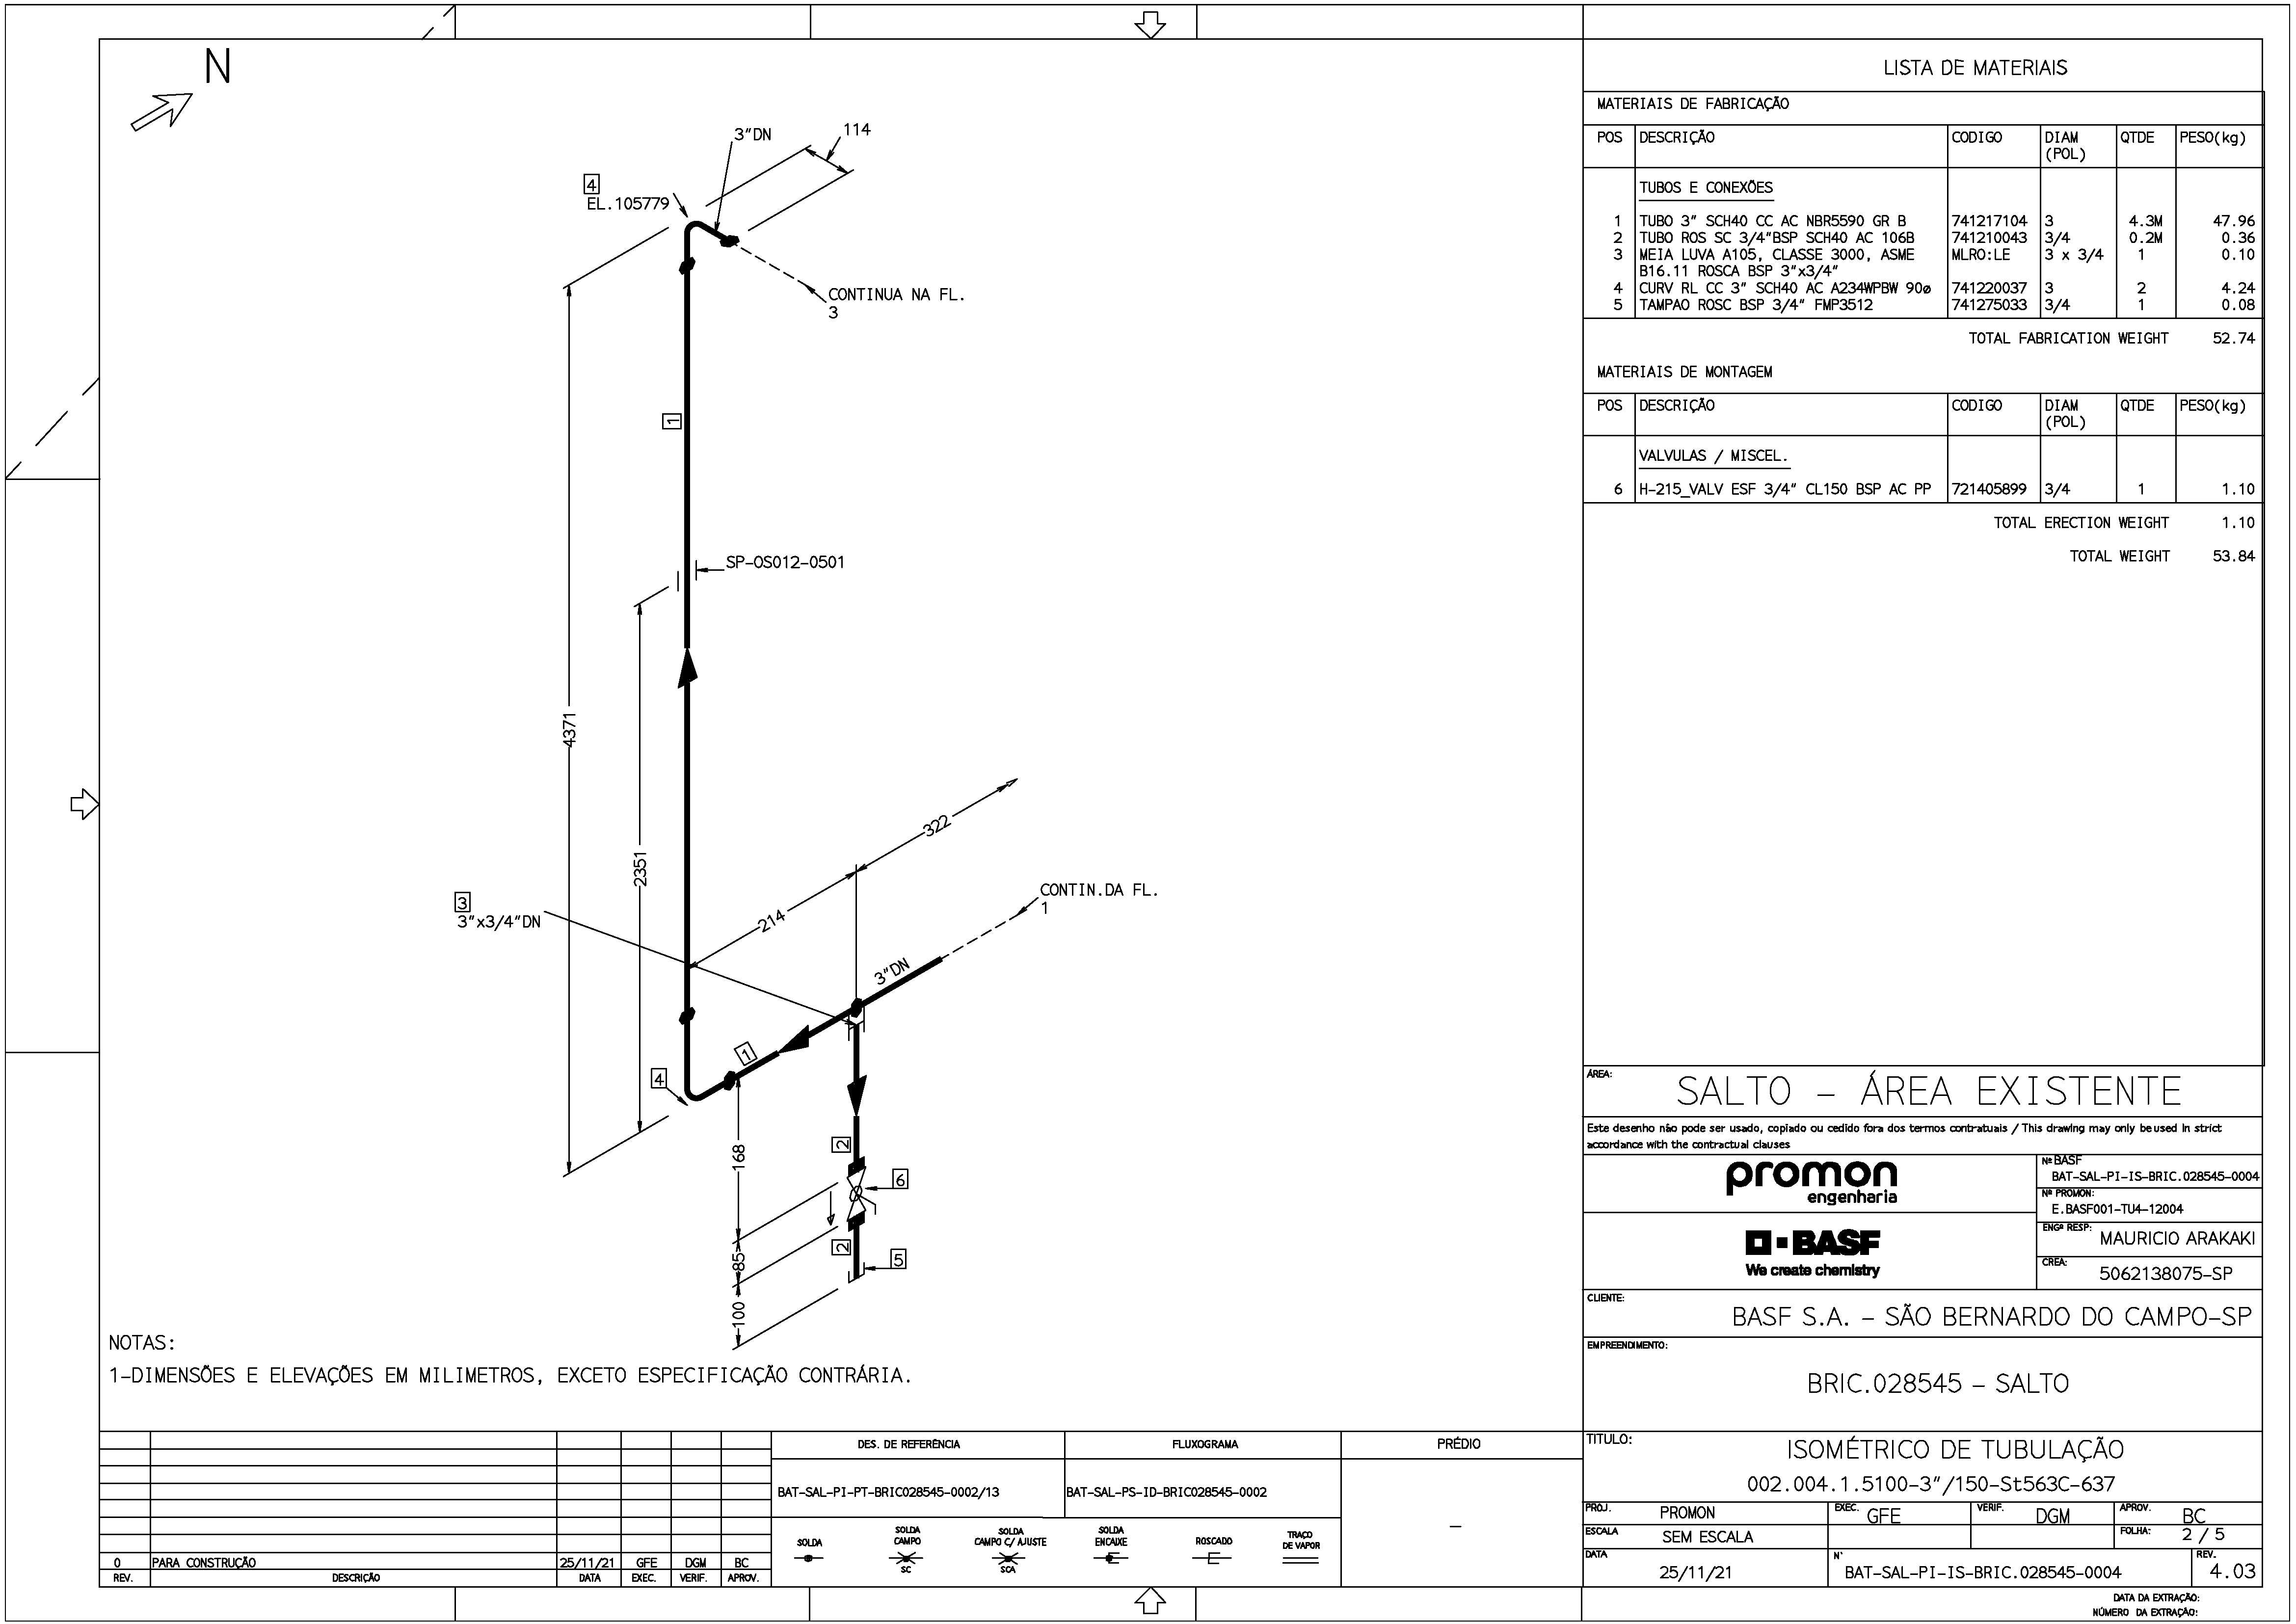 N
3"DN
114
4
EL.105779
CONTINUA NA FL.
3
1
SP-OS012-0501
4371
2351
322
214
CONTIN.DA FL.
1
3
3"x3/4"DN
3"DN
1
4
168
2
6
85
2
5
100
NOTAS:
1-DIMENSÕES E ELEVAÇÕES EM MILIMETROS, EXCETO ESPECIFICAÇÃO CONTRÁRIA.
LISTA DE MATERIAIS
MATERIAIS DE FABRICAÇÃO
POS DESCRIÇÃO CODIGO DIAM (POL) QTDE PESO(kg)
TUBOS E CONEXÕES
1 TUBO 3" SCH40 CC AC NBR5590 GR B 741217104 3 4.3M 47.96
2 TUBO ROS SC 3/4"BSP SCH40 AC 106B 741210043 3/4 0.2M 0.36
3 MEIA LUVA A105, CLASSE 3000, ASME MLRO:LE 3 x 3/4 1 0.10
B16.11 ROSCA BSP 3"x3/4"
4 CURV RL CC 3" SCH40 AC A234WPBW 90ø 741220037 3 2 4.24
5 TAMPAO ROSC BSP 3/4" FMP3512 741275033 3/4 1 0.08
TOTAL FABRICATION WEIGHT 52.74
MATERIAIS DE MONTAGEM
POS DESCRIÇÃO CODIGO DIAM (POL) QTDE PESO(kg)
VALVULAS / MISCEL.
6 H-215_VALV ESF 3/4" CL150 BSP AC PP 721405899 3/4 1 1.10
TOTAL ERECTION WEIGHT 1.10
TOTAL WEIGHT 53.84
ÁREA:
SALTO - ÁREA EXISTENTE
Este desenho não pode ser usado, copiado ou cedido fora dos termos contratuais / This drawing may only be used in strict
accordance with the contractual clauses
promon
engenharia
Nº BASF
BAT-SAL-PI-IS-BRIC.028545-0004
Nº PROMON:
E.BASF001-TU4-12004
BASF
We create chemistry
ENGº RESP:
MAURICIO ARAKAKI
CREA:
5062138075-SP
CLIENTE:
BASF S.A. - SÃO BERNARDO DO CAMPO-SP
EMPREENDIMENTO:
BRIC.028545 - SALTO
TITULO:
ISOMÉTRICO DE TUBULAÇÃO
002.004.1.5100-3"/150-St563C-637
PROJ. PROMON EXEC. GFE VERIF. DGM APROV. BC
ESCALA SEM ESCALA FOLHA: 2 / 5
DATA 25/11/21 N° BAT-SAL-PI-IS-BRIC.028545-0004 REV. 4.03
DATA DA EXTRAÇÃO:
NÚMERO DA EXTRAÇÃO:
0 PARA CONSTRUÇÃO 25/11/21 GFE DGM BC
REV. DESCRIÇÃO DATA EXEC. VERIF. APROV.
DES. DE REFERÊNCIA FLUXOGRAMA PRÉDIO
BAT-SAL-PI-PT-BRIC028545-0002/13 BAT-SAL-PS-ID-BRIC028545-0002
-
SOLDA
SOLDA CAMPO
SC
SOLDA CAMPO C/ AJUSTE
SCA
SOLDA ENCAIXE
ROSCADO
TRAÇO DE VAPOR